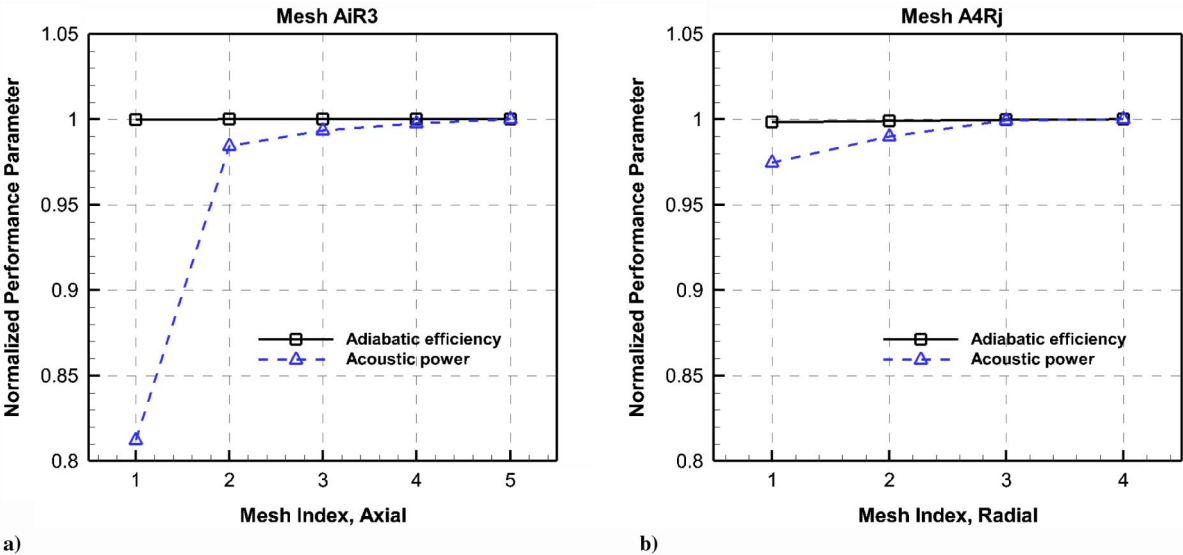 Mesh AiR3
1.05
1
0.95
0.9
0.85
0.8
Normalized Performance Parameter
Adiabatic efficiency
Acoustic power
1 2 3 4 5
Mesh Index, Axial
a)
Mesh A4Rj
1.05
1
0.95
0.9
0.85
0.8
Normalized Performance Parameter
Adiabatic efficiency
Acoustic power
1 2 3 4
Mesh Index, Radial
b)